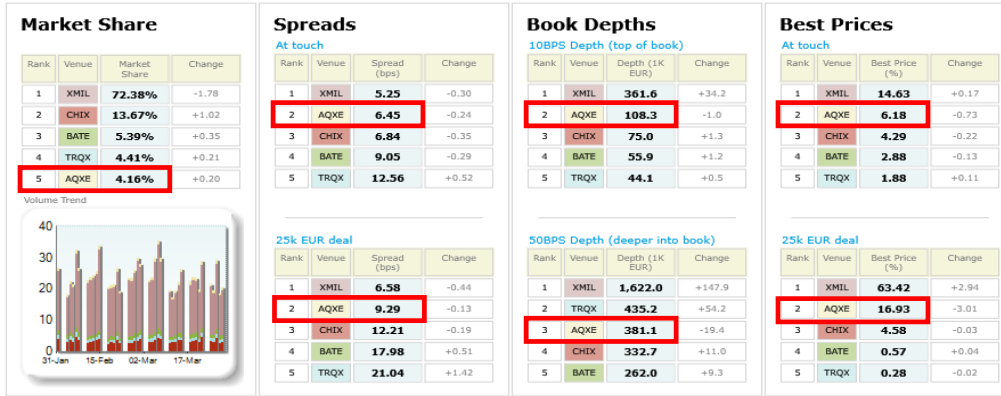 Market Share
Rank Venue Market Share Change
1 XMIL 72.38% -1.78
2 CHIX 13.67% +1.02
3 BATE 5.39% +0.35
4 TRQX 4.41% +0.21
5 AQXE 4.16% +0.20
Volume Trend
40
30
20
10
0
31-Jan 15-Feb 02-Mar 17-Mar
Spreads
At touch
Rank Venue Spread (bps) Change
1 XMIL 5.25 -0.30
2 AQXE 6.45 -0.24
3 CHIX 6.84 -0.35
4 BATE 9.05 -0.29
5 TRQX 12.56 +0.52
25k EUR deal
Rank Venue Spread (bps) Change
1 XMIL 6.58 -0.44
2 AQXE 9.29 -0.13
3 CHIX 12.21 -0.19
4 BATE 17.98 +0.51
5 TRQX 21.04 +1.42
Book Depths
10BPS Depth (top of book)
Rank Venue Depth (1K EUR) Change
1 XMIL 361.6 +34.2
2 AQXE 108.3 -1.0
3 CHIX 75.0 +1.3
4 BATE 55.9 +1.2
5 TRQX 44.1 +0.5
50BPS Depth (deeper into book)
Rank Venue Depth (1K EUR) Change
1 XMIL 1,622.0 +147.9
2 TRQX 435.2 +54.2
3 AQXE 381.1 -19.4
4 CHIX 332.7 +11.0
5 BATE 262.0 +9.3
Best Prices
At touch
Rank Venue Best Price (%) Change
1 XMIL 14.63 +0.17
2 AQXE 6.18 -0.73
3 CHIX 4.29 -0.22
4 BATE 2.88 -0.13
5 TRQX 1.88 +0.11
25k EUR deal
Rank Venue Best Price (%) Change
1 XMIL 63.42 +2.94
2 AQXE 16.93 -3.01
3 CHIX 4.58 -0.03
4 BATE 0.57 +0.04
5 TRQX 0.28 -0.02